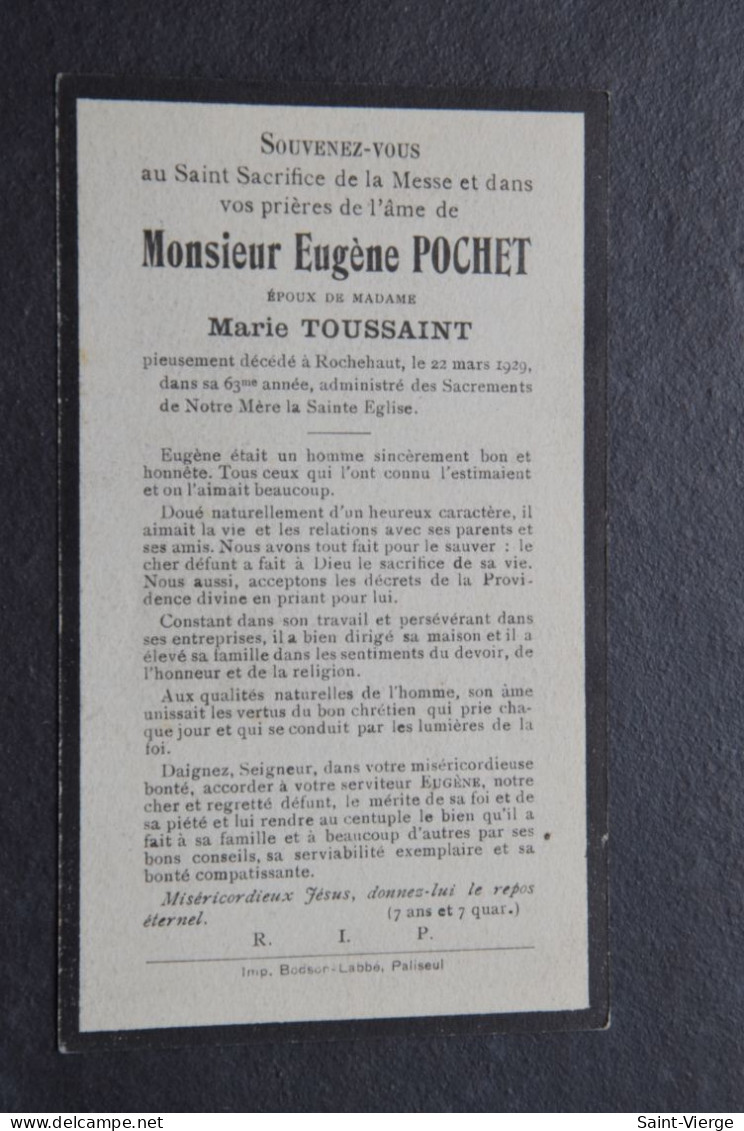 SOUVENEZ-VOUS
au Saint Sacrifice de la Messe et dans
vos prières de l'âme de
Monsieur Eugène POCHET
ÉPOUX DE MADAME
Marie TOUSSAINT
pieusement décédé à Rochehaut, le 22 mars 1929,
dans sa 63me année, administré des Sacrements
de Notre Mère la Sainte Eglise.
Eugène était un homme sincèrement bon et
honnête. Tous ceux qui l'ont connu l'estimaient
et on l'aimait beaucoup.
Doué naturellement d'un heureux caractère, il
aimait la vie et les relations avec ses parents et
ses amis. Nous avons tout fait pour le sauver : le
cher défunt a fait à Dieu le sacrifice de sa vie.
Nous aussi, acceptons les décrets de la Provi-
dence divine en priant pour lui.
Constant dans son travail et persévérant dans
ses entreprises, il a bien dirigé sa maison et il a
élevé sa famille dans les sentiments du devoir, de
l'honneur et de la religion.
Aux qualités naturelles de l'homme, son âme
unissait les vertus du bon chrétien qui prie cha-
que jour et qui se conduit par les lumières de la
foi.
Daignez, Seigneur, dans votre miséricordieuse
bonté, accorder à votre serviteur EUGÈNE, notre
cher et regretté défunt, le mérite de sa foi et de
sa piété et lui rendre au centuple le bien qu'il a
fait à sa famille et à beaucoup d'autres par ses
bons conseils, sa serviabilité exemplaire et sa
bonté compatissante.
Miséricordieux Jésus, donnez-lui le repos
éternel. (7 ans et 7 quar.)
R. I. P.
Imp. Bodson-Labbé, Paliseul
Saint-Vierge